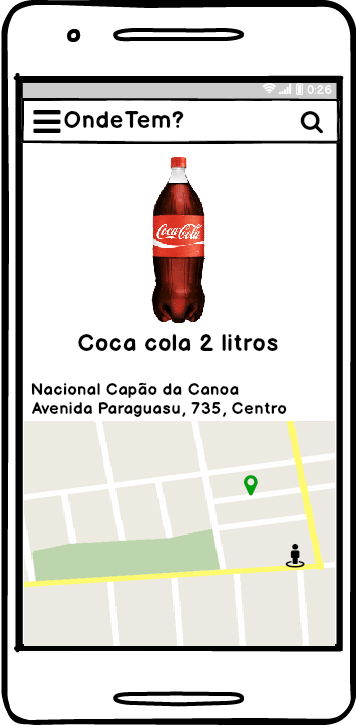 0:26
OndeTem?
Coca-Cola
Coca cola 2 litros
Nacional Capão da Canoa
Avenida Paraguasu, 735, Centro